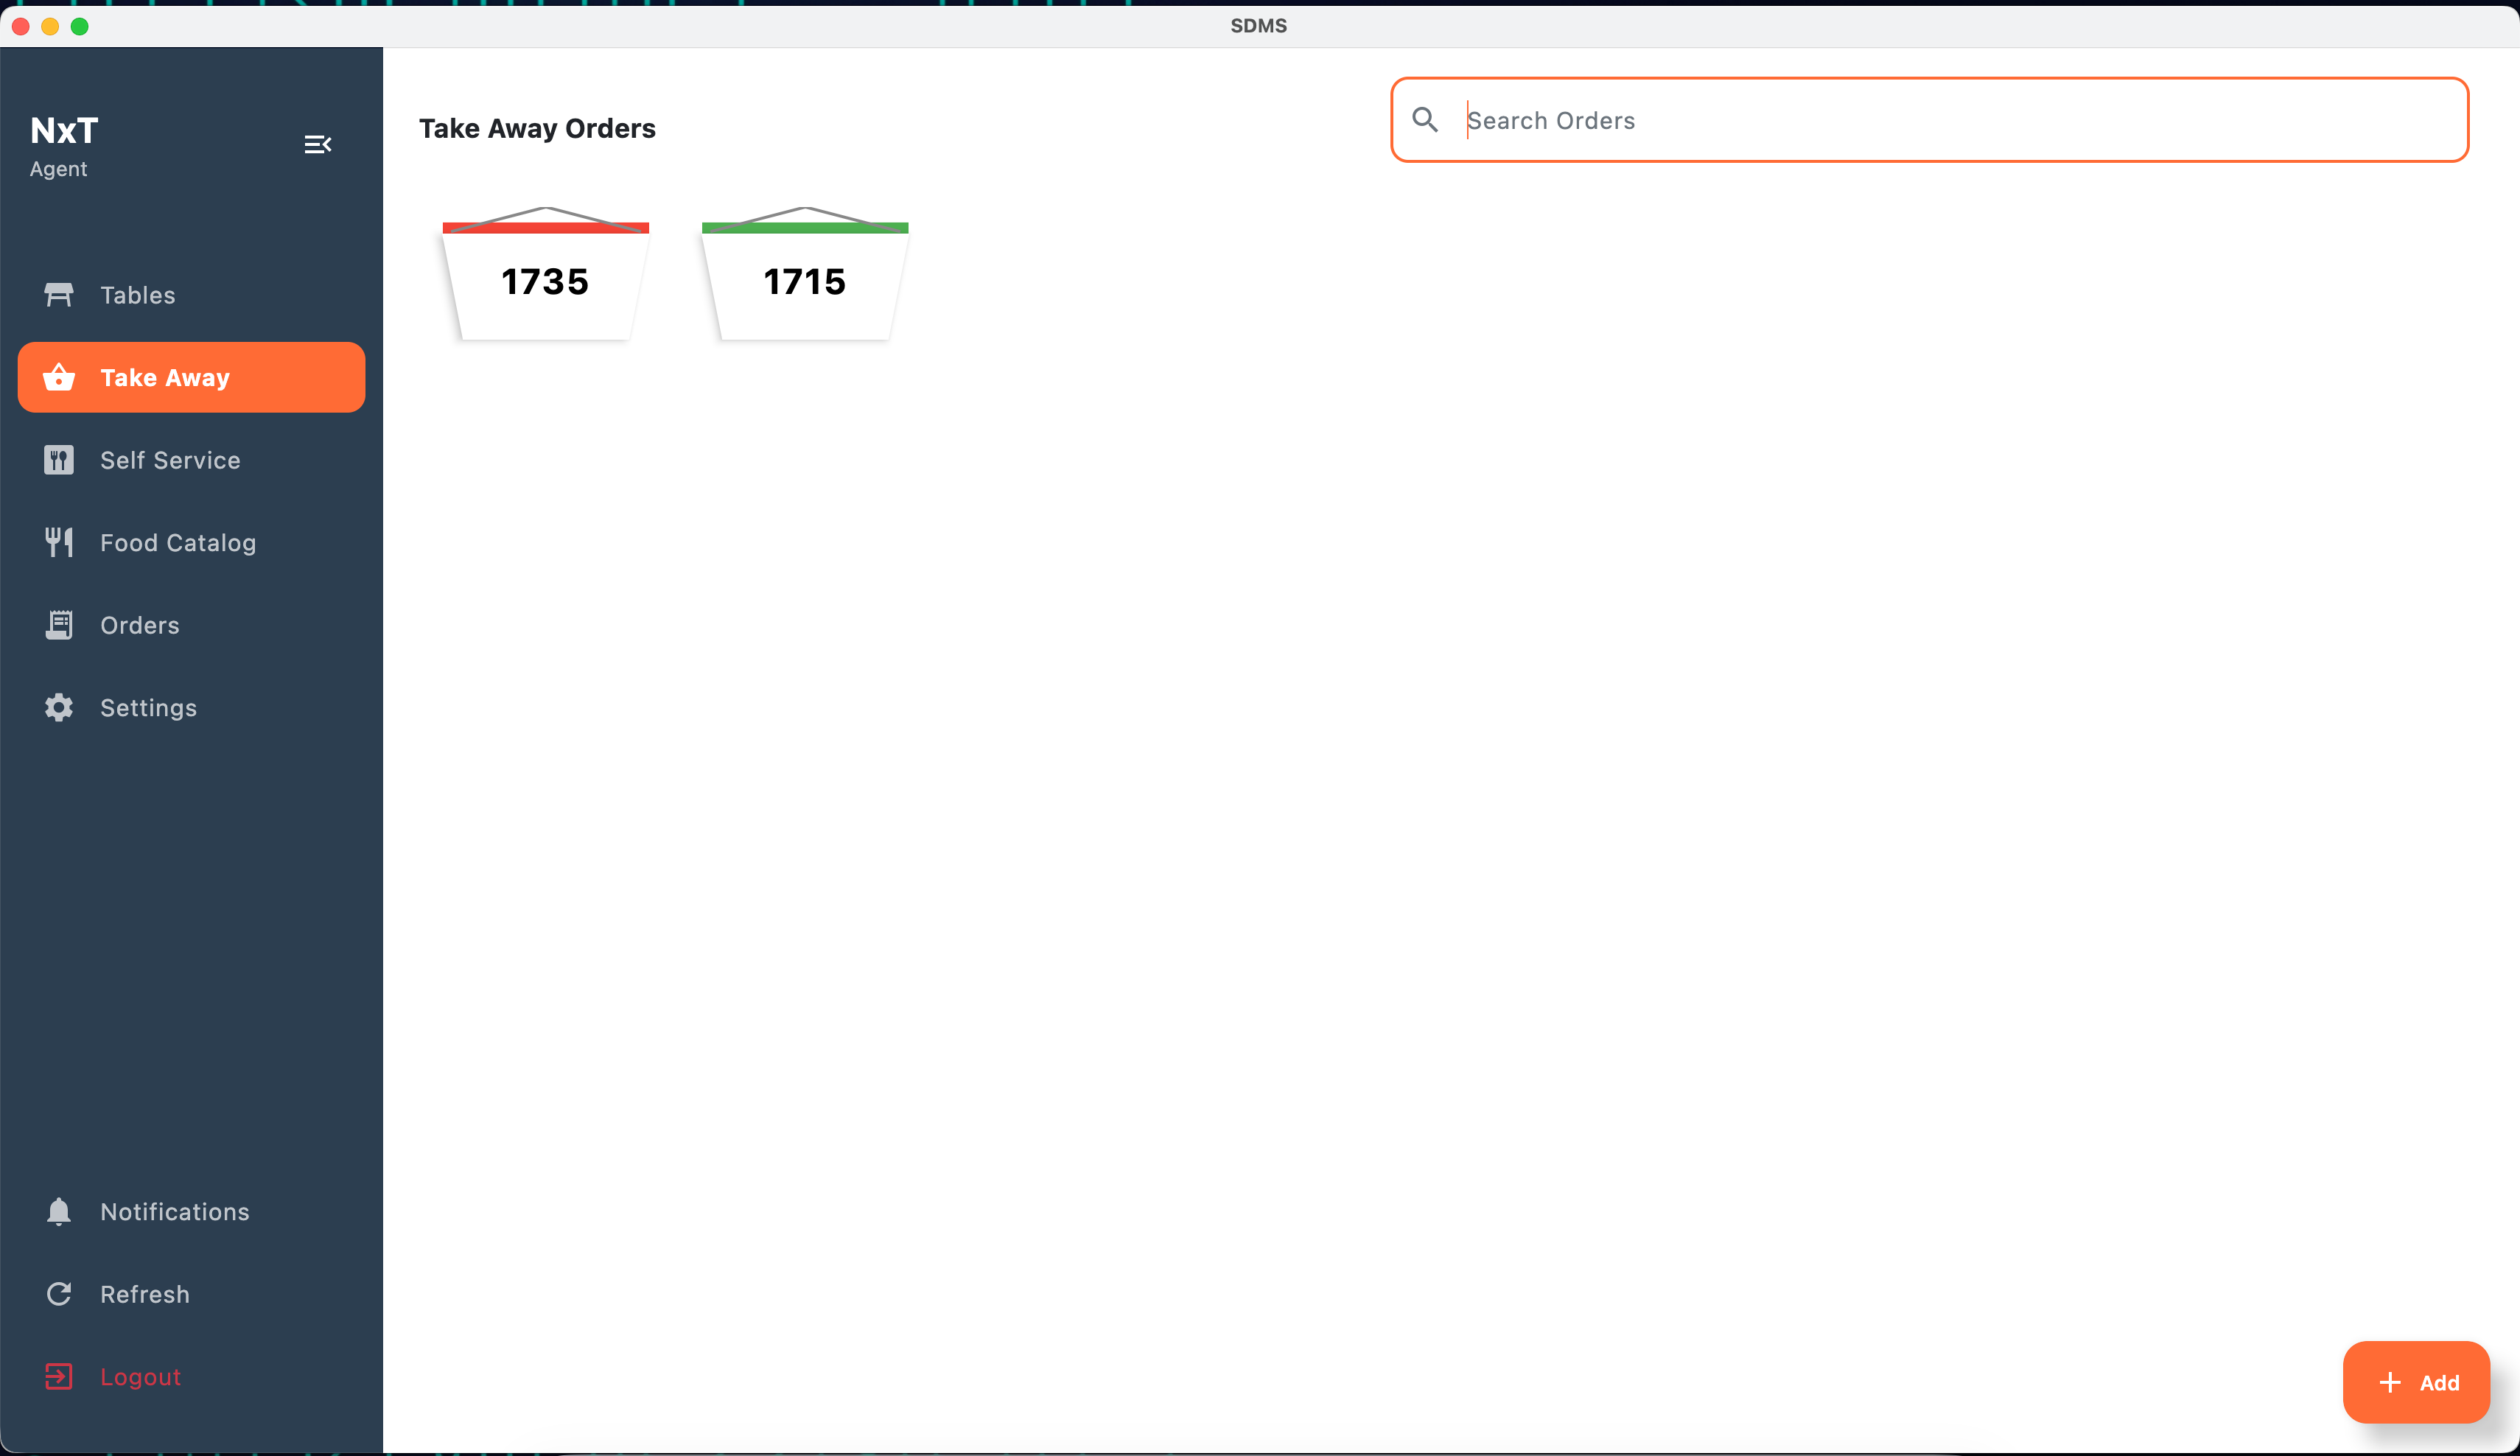 SDMS
NxT
Agent
Tables
Take Away
Self Service
Food Catalog
Orders
Settings
Notifications
Refresh
Logout
Take Away Orders
Search Orders
1735
1715
Add